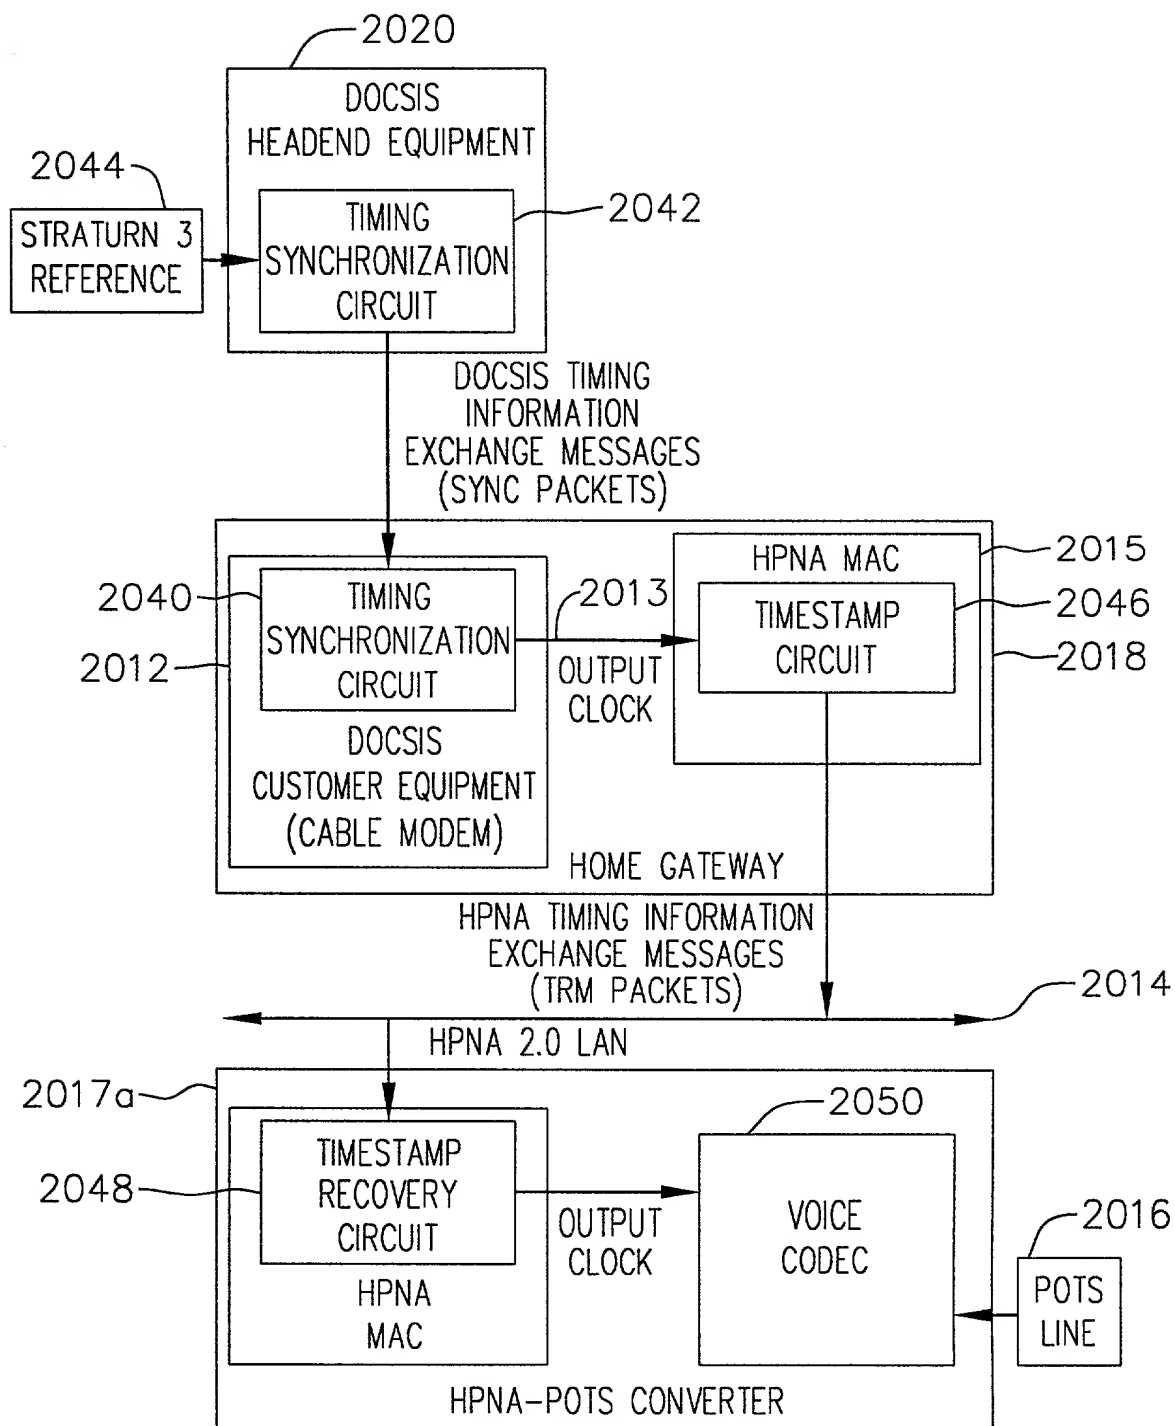 2020
DOCSIS
HEADEND EQUIPMENT
2044
STRATURN 3
REFERENCE
2042
TIMING
SYNCHRONIZATION
CIRCUIT
DOCSIS TIMING
INFORMATION
EXCHANGE MESSAGES
(SYNC PACKETS)
2040
TIMING
SYNCHRONIZATION
CIRCUIT
2012
DOCSIS
CUSTOMER EQUIPMENT
(CABLE MODEM)
2013
OUTPUT
CLOCK
HPNA MAC
2015
TIMESTAMP
CIRCUIT
2046
2018
HOME GATEWAY
HPNA TIMING INFORMATION
EXCHANGE MESSAGES
(TRM PACKETS)
2014
HPNA 2.0 LAN
2017a
2048
TIMESTAMP
RECOVERY
CIRCUIT
HPNA
MAC
OUTPUT
CLOCK
2050
VOICE
CODEC
2016
POTS
LINE
HPNA-POTS CONVERTER